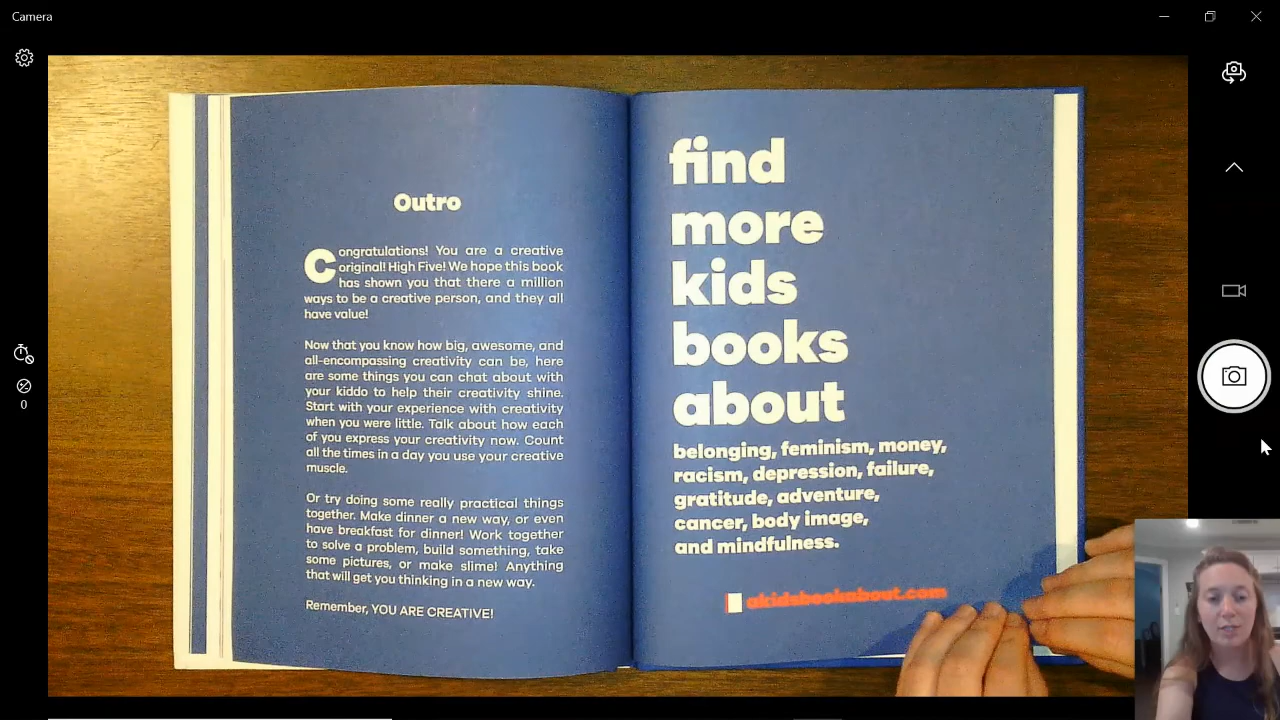 Camera
Outro
Congratulations! You are a creative
original! High Five! We hope this book
has shown you that there a million
ways to be a creative person, and they all
have value!
Now that you know how big, awesome, and
all-encompassing creativity can be, here
are some things you can chat about with
your kiddo to help their creativity shine.
Start with your experience with creativity
when you were little. Talk about how each
of you express your creativity now. Count
all the times in a day you use your creative
muscle.
Or try doing some really practical things
together. Make dinner a new way, or even
have breakfast for dinner! Work together
to solve a problem, build something, take
some pictures, or make slime! Anything
that will get you thinking in a new way.
Remember, YOU ARE CREATIVE!
find
more
kids
books
about
belonging, feminism, money,
racism, depression, failure,
gratitude, adventure,
cancer, body image,
and mindfulness.
akidsbookabout.com
0